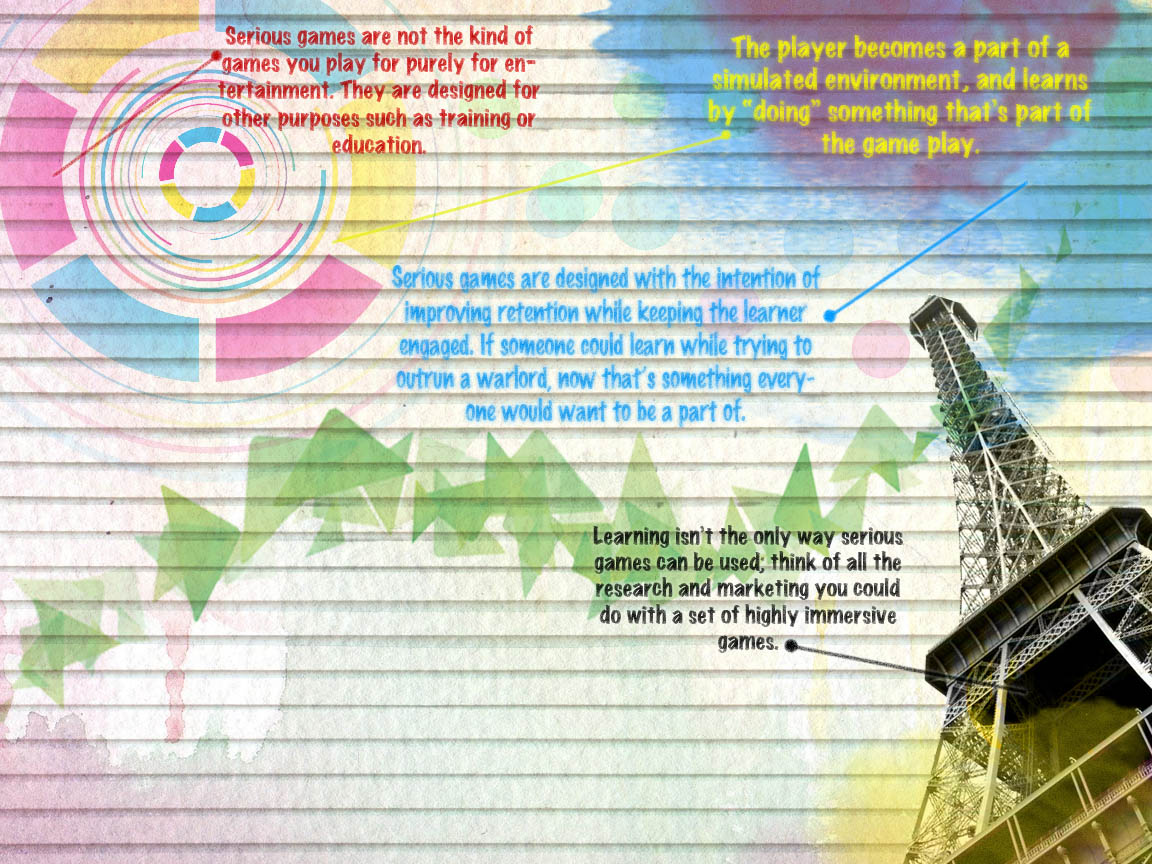 Serious games are not the kind of
games you play for purely for en-
tertainment. They are designed for
other purposes such as training or
education.
The player becomes a part of a
simulated environment, and learns
by “doing” something that's part of
the game play.
Serious games are designed with the intention of
improving retention while keeping the learner
engaged. If someone could learn while trying to
outrun a warlord, now that's something every-
one would want to be a part of.
Learning isn't the only way serious
games can be used; think of all the
research and marketing you could
do with a set of highly immersive
games.